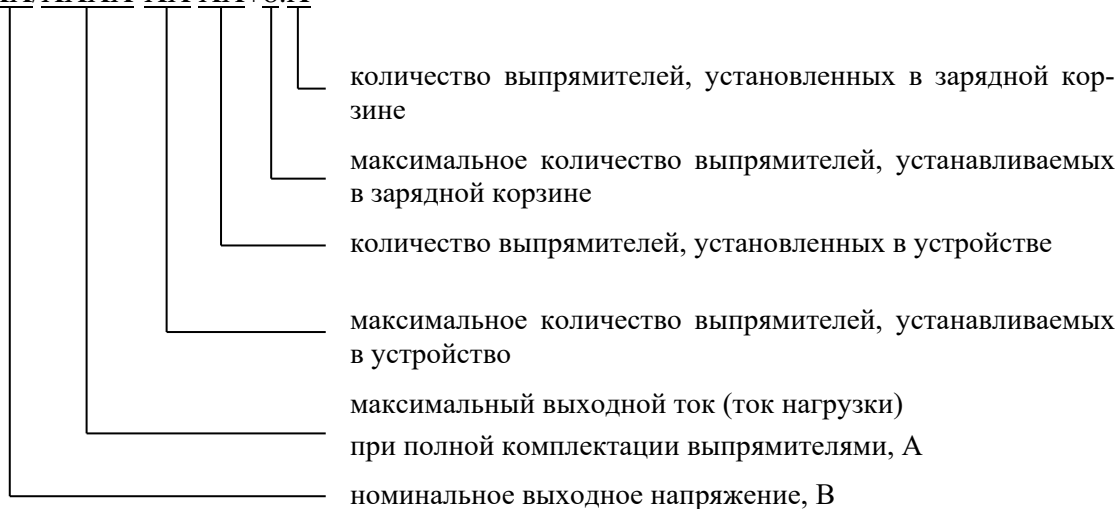 количество выпрямителей, установленных в зарядной кор-
зине
максимальное количество выпрямителей, устанавливаемых
в зарядной корзине
количество выпрямителей, установленных в устройстве
максимальное количество выпрямителей, устанавливаемых
в устройство
максимальный выходной ток (ток нагрузки)
при полной комплектации выпрямителями, А
номинальное выходное напряжение, В